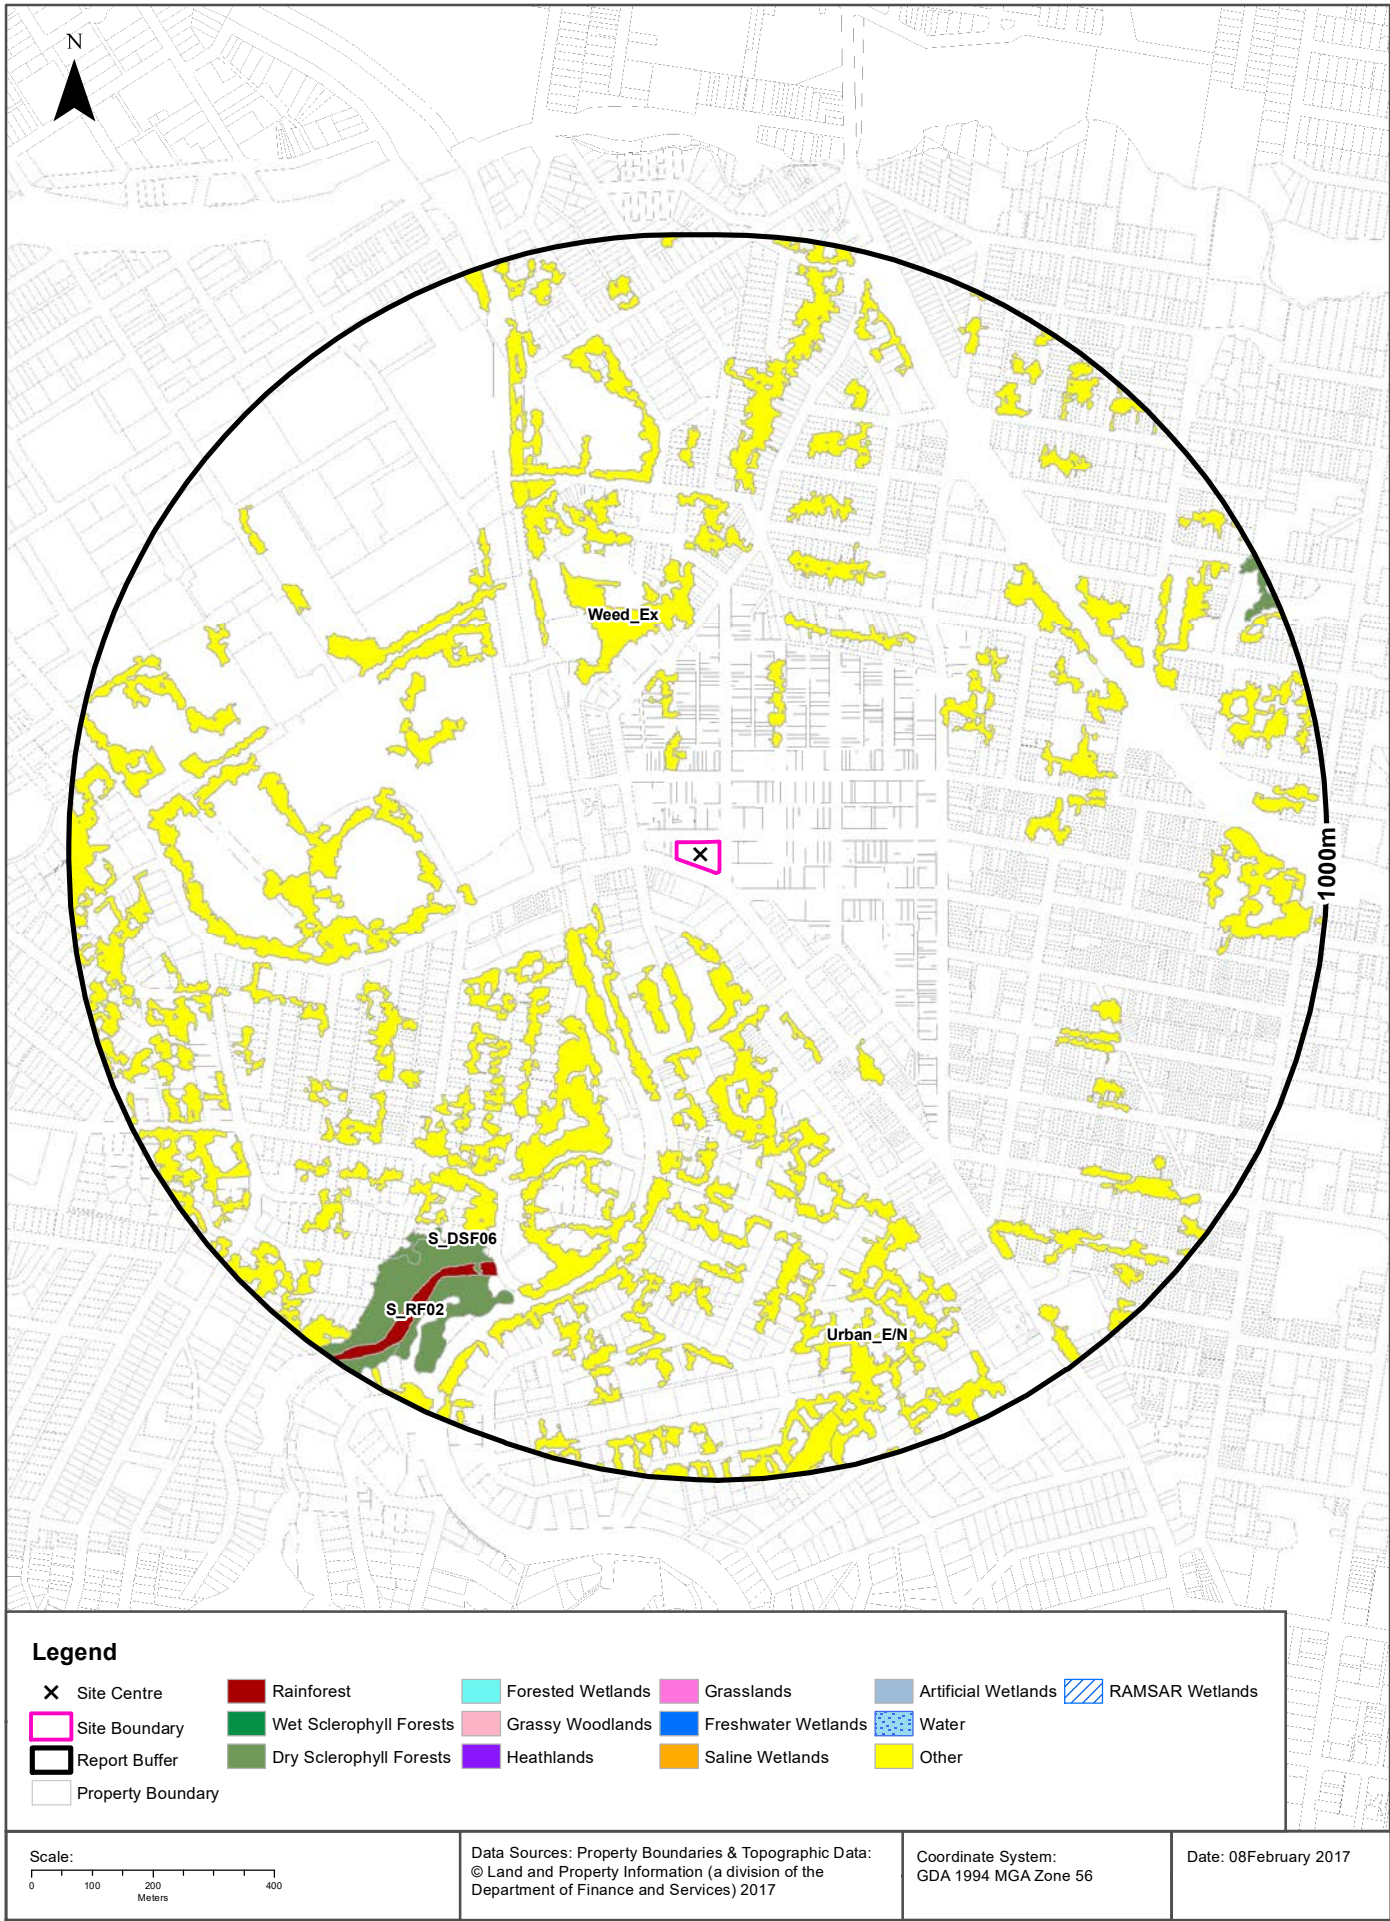 N
Weed_Ex
1000m
S_DSF06
S_RF02
Urban_E/N
Legend
Site Centre
Site Boundary
Report Buffer
Property Boundary
Rainforest
Wet Sclerophyll Forests
Dry Sclerophyll Forests
Forested Wetlands
Grassy Woodlands
Heathlands
Grasslands
Freshwater Wetlands
Saline Wetlands
Artificial Wetlands
Water
Other
RAMSAR Wetlands
Scale:
0 100 200 400
Meters
Data Sources: Property Boundaries & Topographic Data:
© Land and Property Information (a division of the
Department of Finance and Services) 2017
Coordinate System:
GDA 1994 MGA Zone 56
Date: 08February 2017